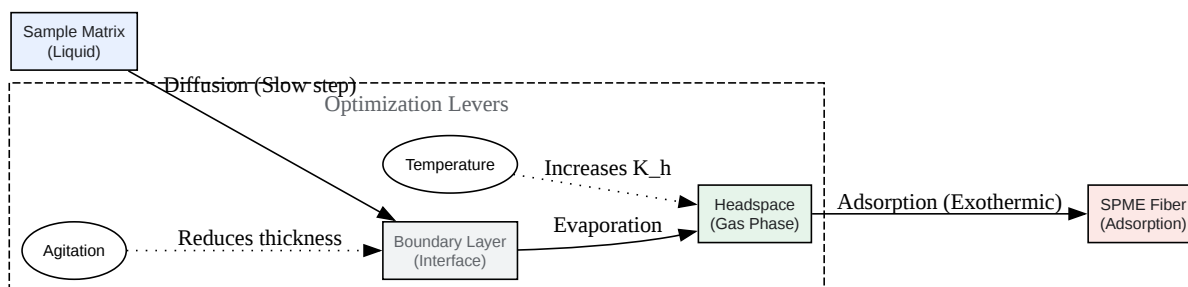 Sample Matrix
(Liquid)
Diffusion (Slow step)
Optimization Levers
Temperature
Increases K_h
Headspace
(Gas Phase)
Adsorption (Exothermic)
SPME Fiber
(Adsorption)
Agitation
Reduces thickness
Boundary Layer
(Interface)
Evaporation